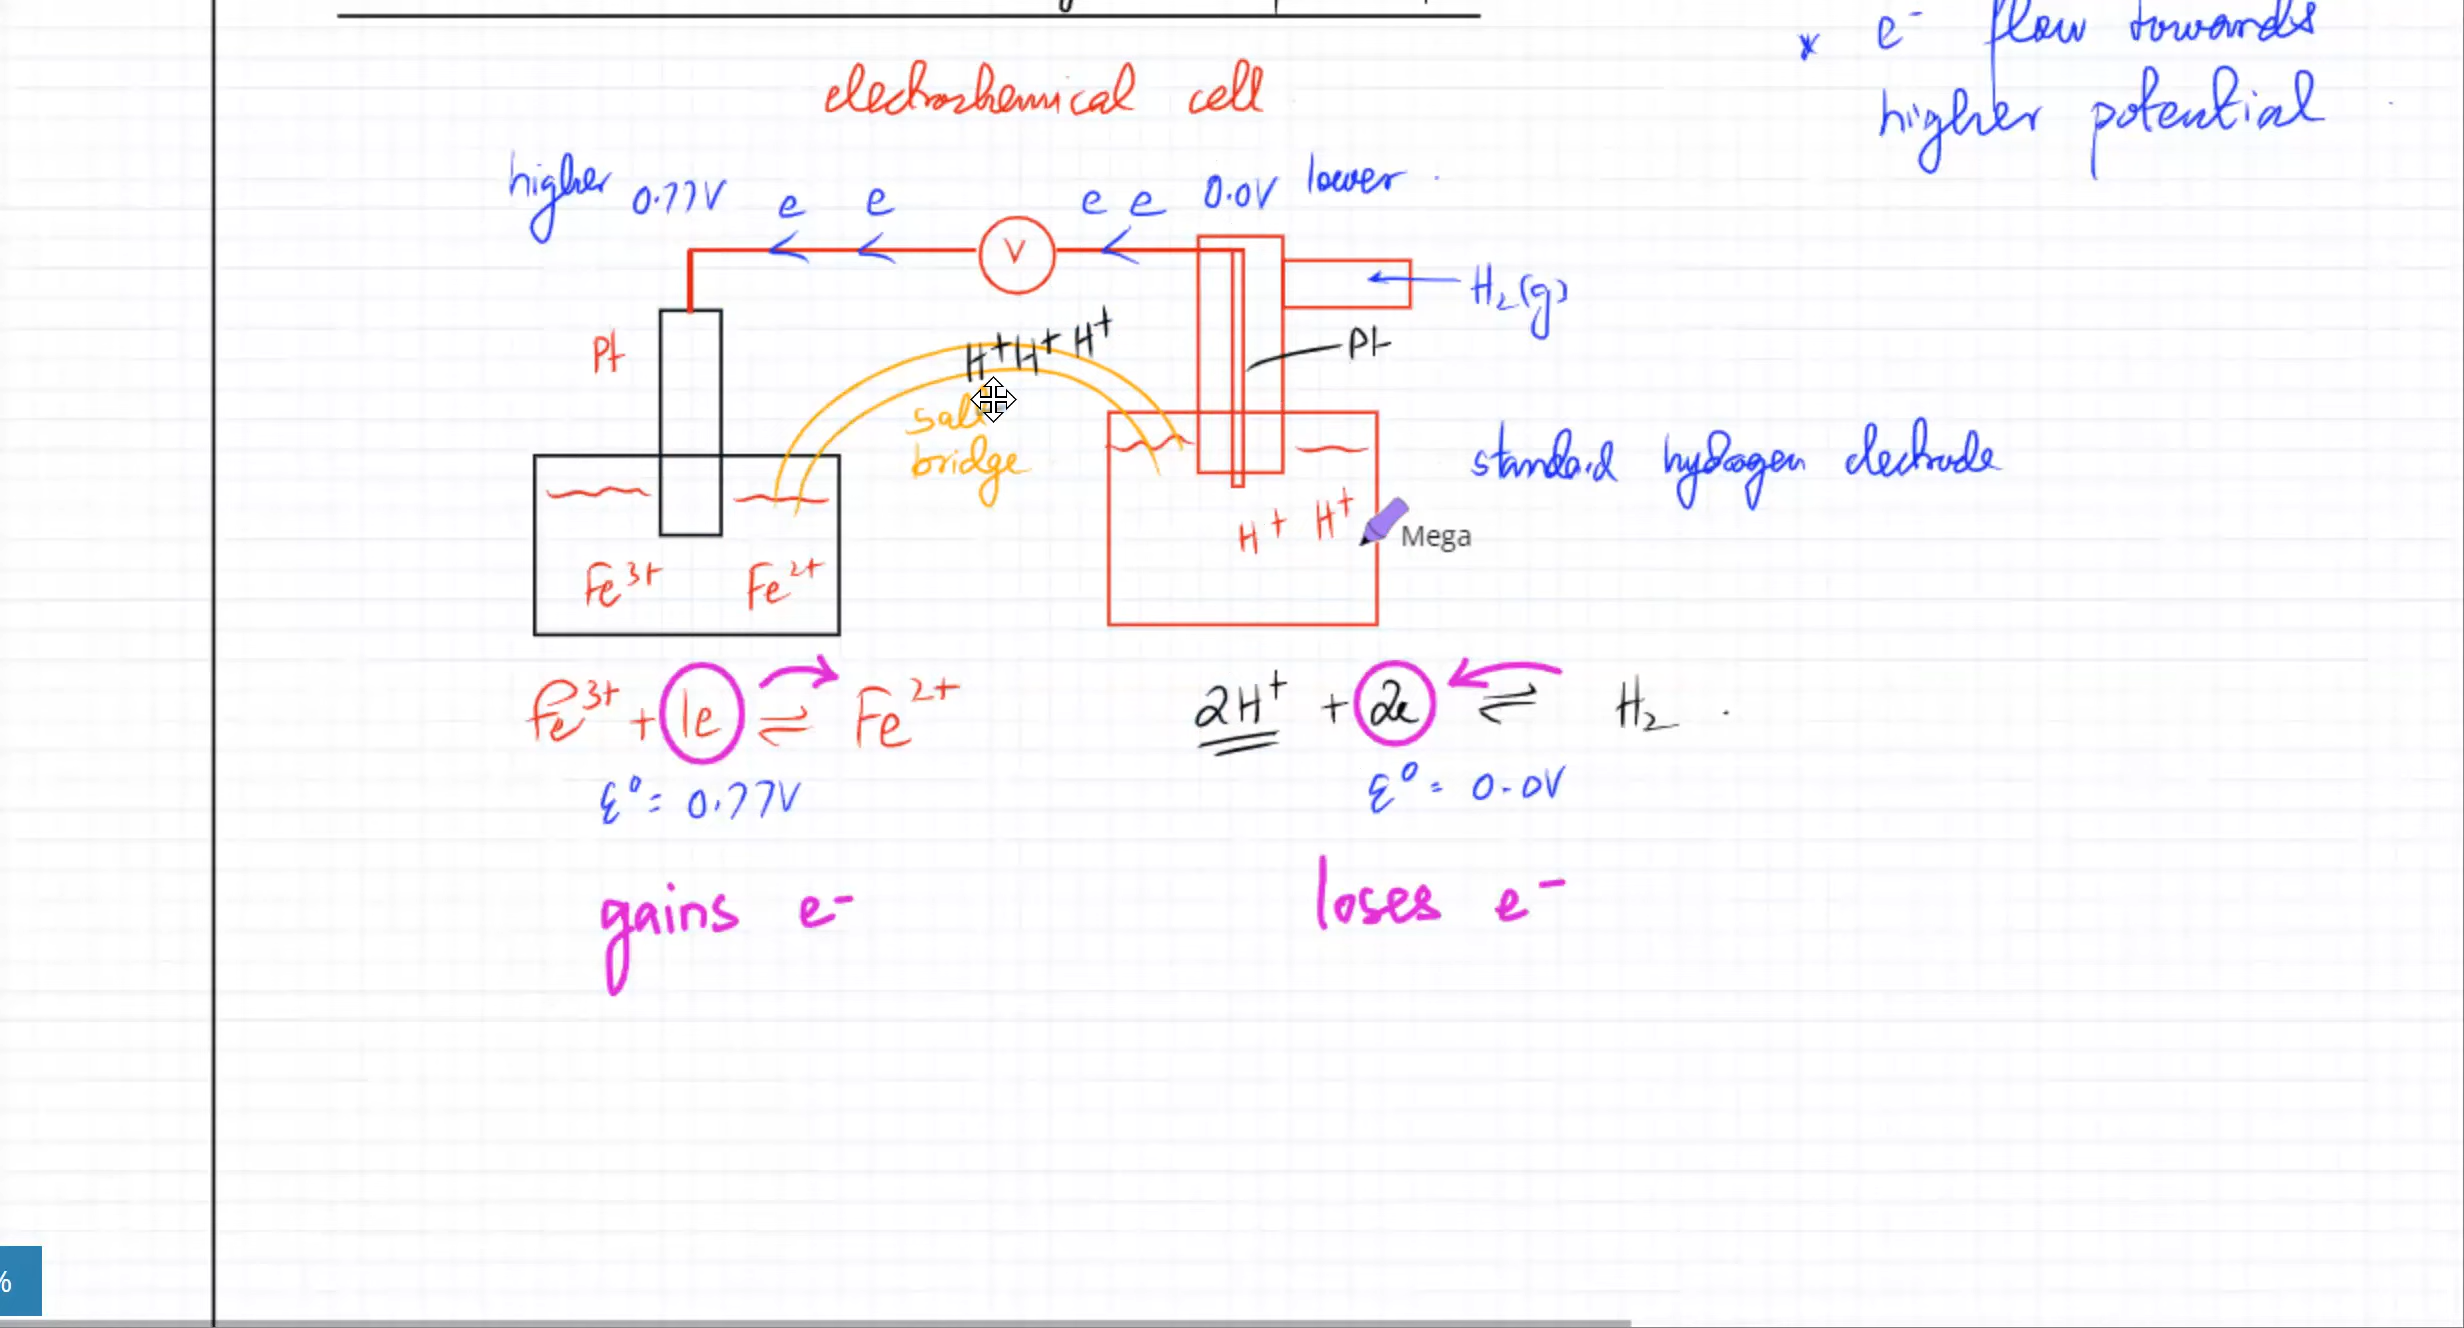 * e⁻ flow towards
higher potential
electrochemical cell
higher 0.77V e e e e 0.0V lower
V
H₂(g)
Pt
H⁺ H⁺ H⁺
Pt
salt
bridge
standard hydrogen electrode
H⁺ H⁺
Mega
Fe³⁺ Fe²⁺
Fe³⁺ + 1e ⇌ Fe²⁺
2H⁺ + 2e ⇌ H₂
ε° = 0.77V
ε° = 0.0V
gains e⁻
loses e⁻
%